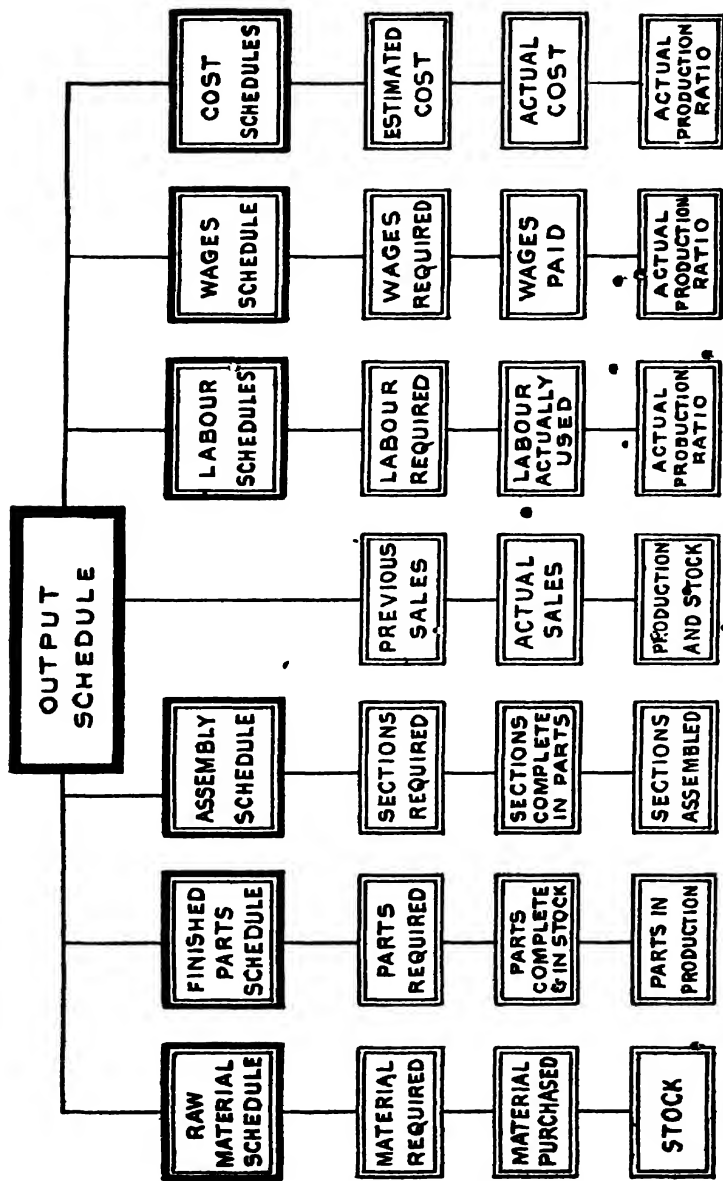 OUTPUT
SCHEDULE
RAW
MATERIAL
SCHEDULE
FINISHED
PARTS
SCHEDULE
ASSEMBLY
SCHEDULE
LABOUR
SCHEDULES
WAGES
SCHEDULE
COST
SCHEDULES
MATERIAL
REQUIRED
PARTS
REQUIRED
SECTIONS
REQUIRED
PREVIOUS
SALES
LABOUR
REQUIRED
WAGES
REQUIRED
ESTIMATED
COST
MATERIAL
PURCHASED
PARTS
COMPLETE
& IN STOCK
SECTIONS
COMPLETE
IN PARTS
ACTUAL
SALES
LABOUR
ACTUALLY
USED
WAGES
PAID
ACTUAL
COST
STOCK
PARTS IN
PRODUCTION
SECTIONS
ASSEMBLED
PRODUCTION
AND STOCK
ACTUAL
PRODUCTION
RATIO
ACTUAL
PRODUCTION
RATIO
ACTUAL
PRODUCTION
RATIO